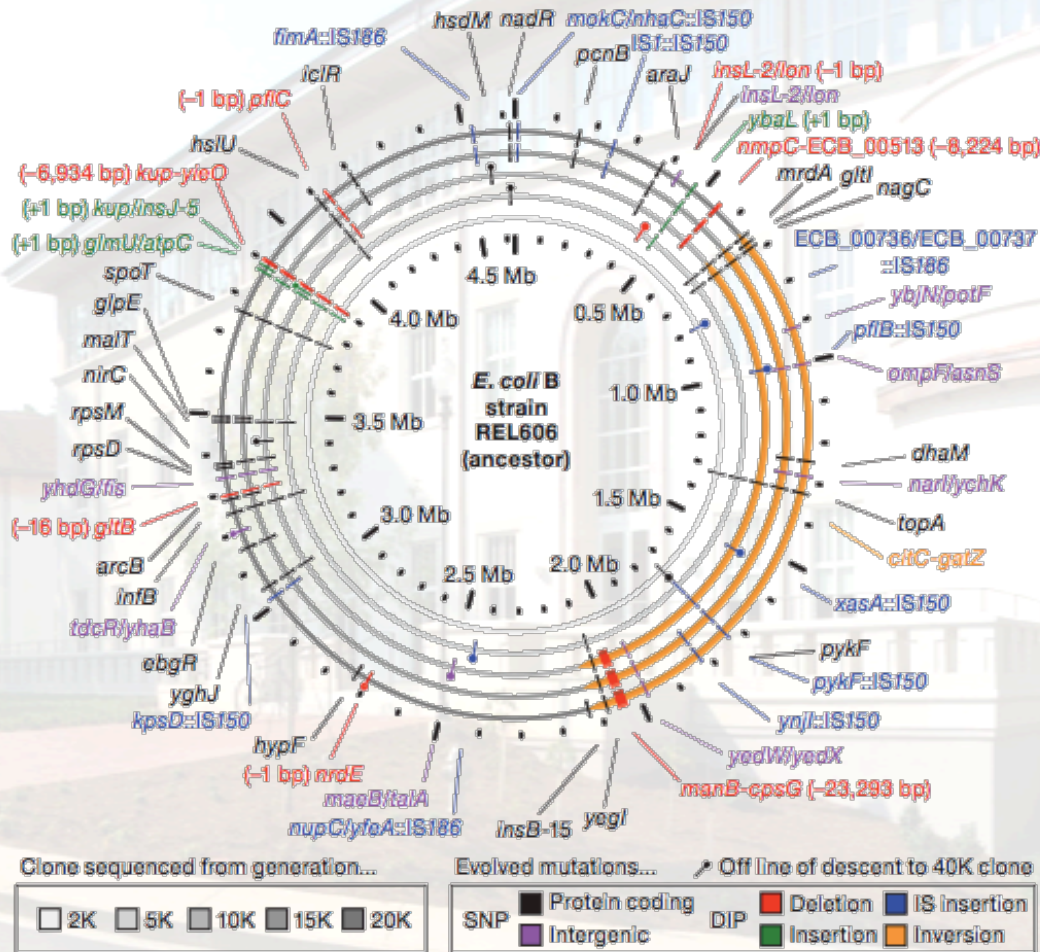 hsdM nadR mokC/nhaC::IS150
fimA::IS186
IS1::IS150
pcnB
iclR
araJ
insL-2/lon (–1 bp)
(–1 bp) pflC
insL-2/lon
ybaL (+1 bp)
hslU
nmpC-ECB_00513 (–8,224 bp)
(–6,934 bp) kup-yieO
mrdA gltI
nagC
(+1 bp) kup/insJ-5
(+1 bp) glmU/atpC
ECB_00736/ECB_00737
::IS186
spoT
glpE
ybjN/potF
malT
pflB::IS150
nirC
ompF/asnS
rpsM
rpsD
dhaM
yhdG/fis
narI/ychK
(–16 bp) gltB
topA
arcB
citC-gatZ
infB
xasA::IS150
tdcR/yhaB
ebgR
pykF
yghJ
pykF::IS150
kpsD::IS150
ynjI::IS150
hypF
yedW/yedX
(–1 bp) nrdE
manB-cpsG (–23,293 bp)
maeB/talA
nupC/yfeA::IS186
insB-15 yegI
4.5 Mb
0.5 Mb
4.0 Mb
1.0 Mb
3.5 Mb
1.5 Mb
3.0 Mb
2.0 Mb
2.5 Mb
E. coli B
strain
REL606
(ancestor)
Clone sequenced from generation...
2K 5K 10K 15K 20K
Evolved mutations... Off line of descent to 40K clone
SNP Protein coding DIP Deletion IS insertion
Intergenic Insertion Inversion